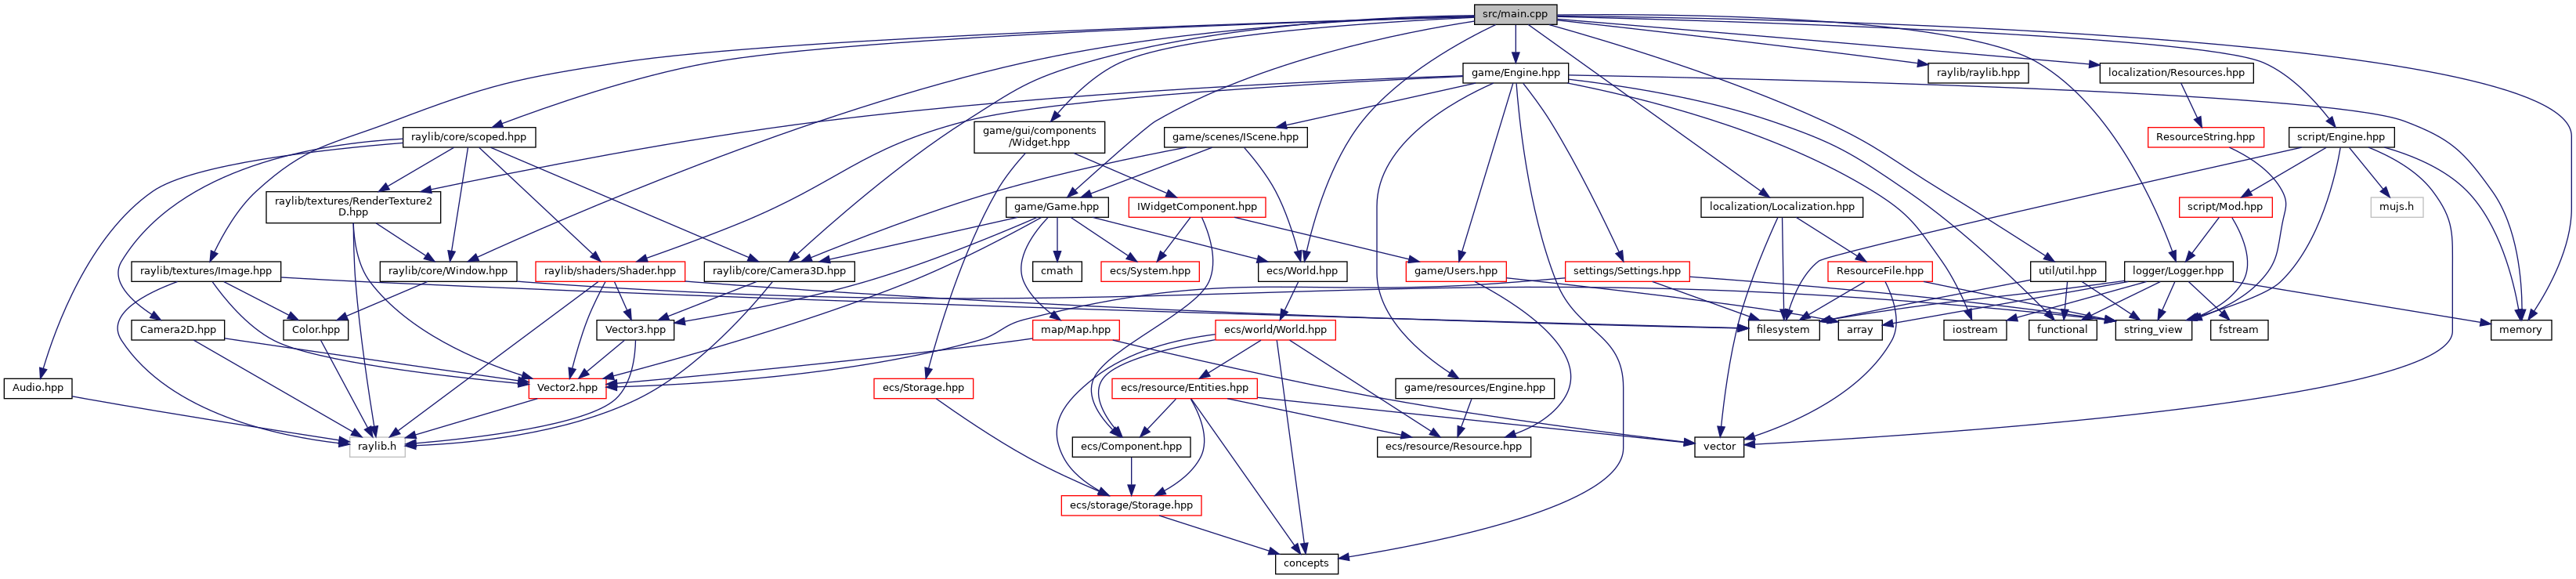 src/main.cpp
game/Engine.hpp
raylib/raylib.hpp
localization/Resources.hpp
raylib/core/scoped.hpp
game/gui/components
/Widget.hpp
game/scenes/IScene.hpp
ResourceString.hpp
script/Engine.hpp
raylib/textures/RenderTexture2
D.hpp
game/Game.hpp
IWidgetComponent.hpp
localization/Localization.hpp
script/Mod.hpp
mujs.h
raylib/textures/Image.hpp
raylib/core/Window.hpp
raylib/shaders/Shader.hpp
raylib/core/Camera3D.hpp
cmath
ecs/System.hpp
ecs/World.hpp
game/Users.hpp
settings/Settings.hpp
ResourceFile.hpp
util/util.hpp
logger/Logger.hpp
Camera2D.hpp
Color.hpp
Vector3.hpp
map/Map.hpp
ecs/world/World.hpp
filesystem
array
iostream
functional
string_view
fstream
memory
Audio.hpp
Vector2.hpp
ecs/Storage.hpp
ecs/resource/Entities.hpp
game/resources/Engine.hpp
raylib.h
ecs/Component.hpp
ecs/resource/Resource.hpp
vector
ecs/storage/Storage.hpp
concepts